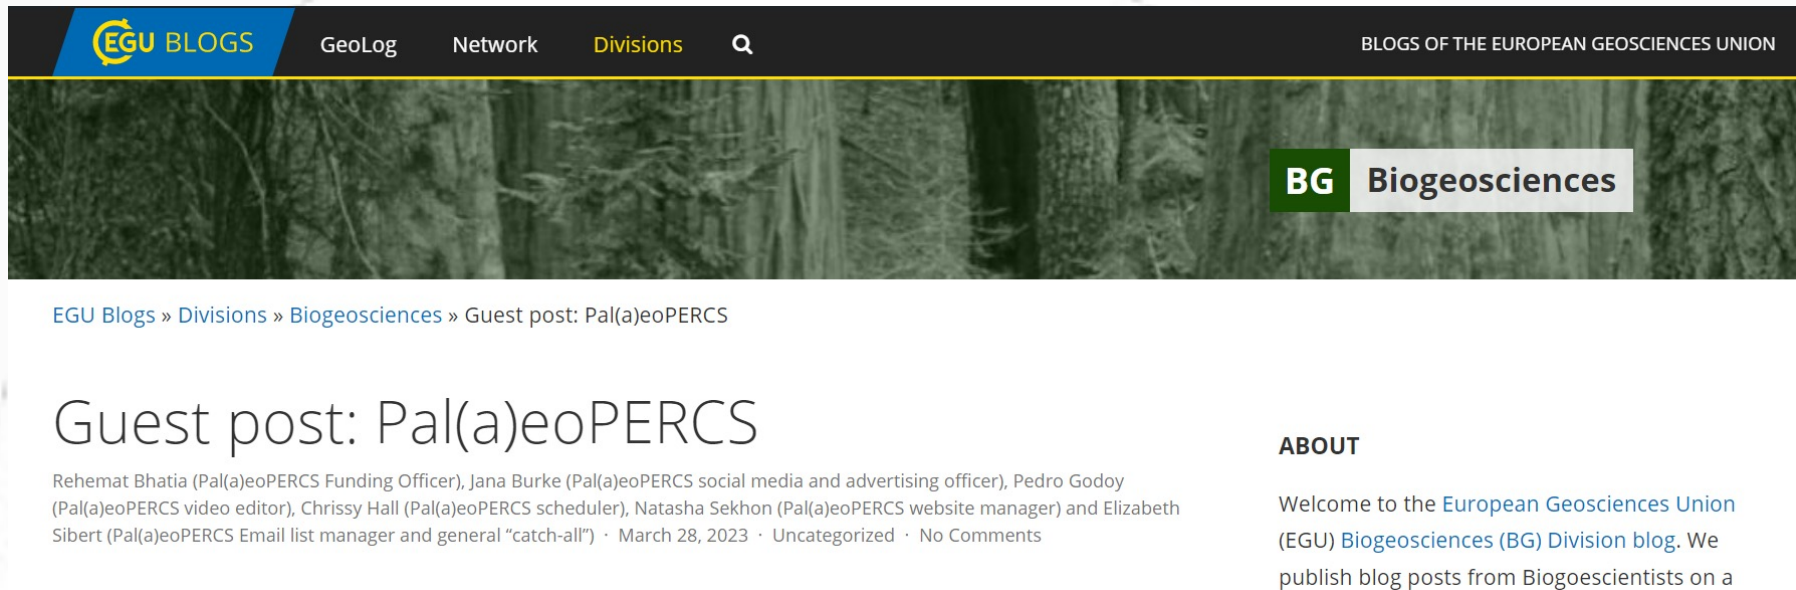 EGU BLOGS GeoLog Network Divisions BLOGS OF THE EUROPEAN GEOSCIENCES UNION
BG Biogeosciences
EGU Blogs » Divisions » Biogeosciences » Guest post: Pal(a)eoPERCS
Guest post: Pal(a)eoPERCS
Rehemat Bhatia (Pal(a)eoPERCS Funding Officer), Jana Burke (Pal(a)eoPERCS social media and advertising officer), Pedro Godoy
(Pal(a)eoPERCS video editor), Chrissy Hall (Pal(a)eoPERCS scheduler), Natasha Sekhon (Pal(a)eoPERCS website manager) and Elizabeth
Sibert (Pal(a)eoPERCS Email list manager and general “catch-all”) · March 28, 2023 · Uncategorized · No Comments
ABOUT
Welcome to the European Geosciences Union
(EGU) Biogeosciences (BG) Division blog. We
publish blog posts from Biogoescientists on a